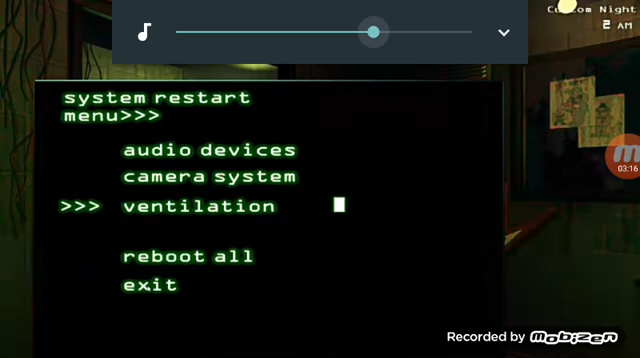 Custom Night
2 AM
system restart
menu>>>
audio devices
camera system
>>> ventilation
reboot all
exit
03:16
Recorded by mobizen